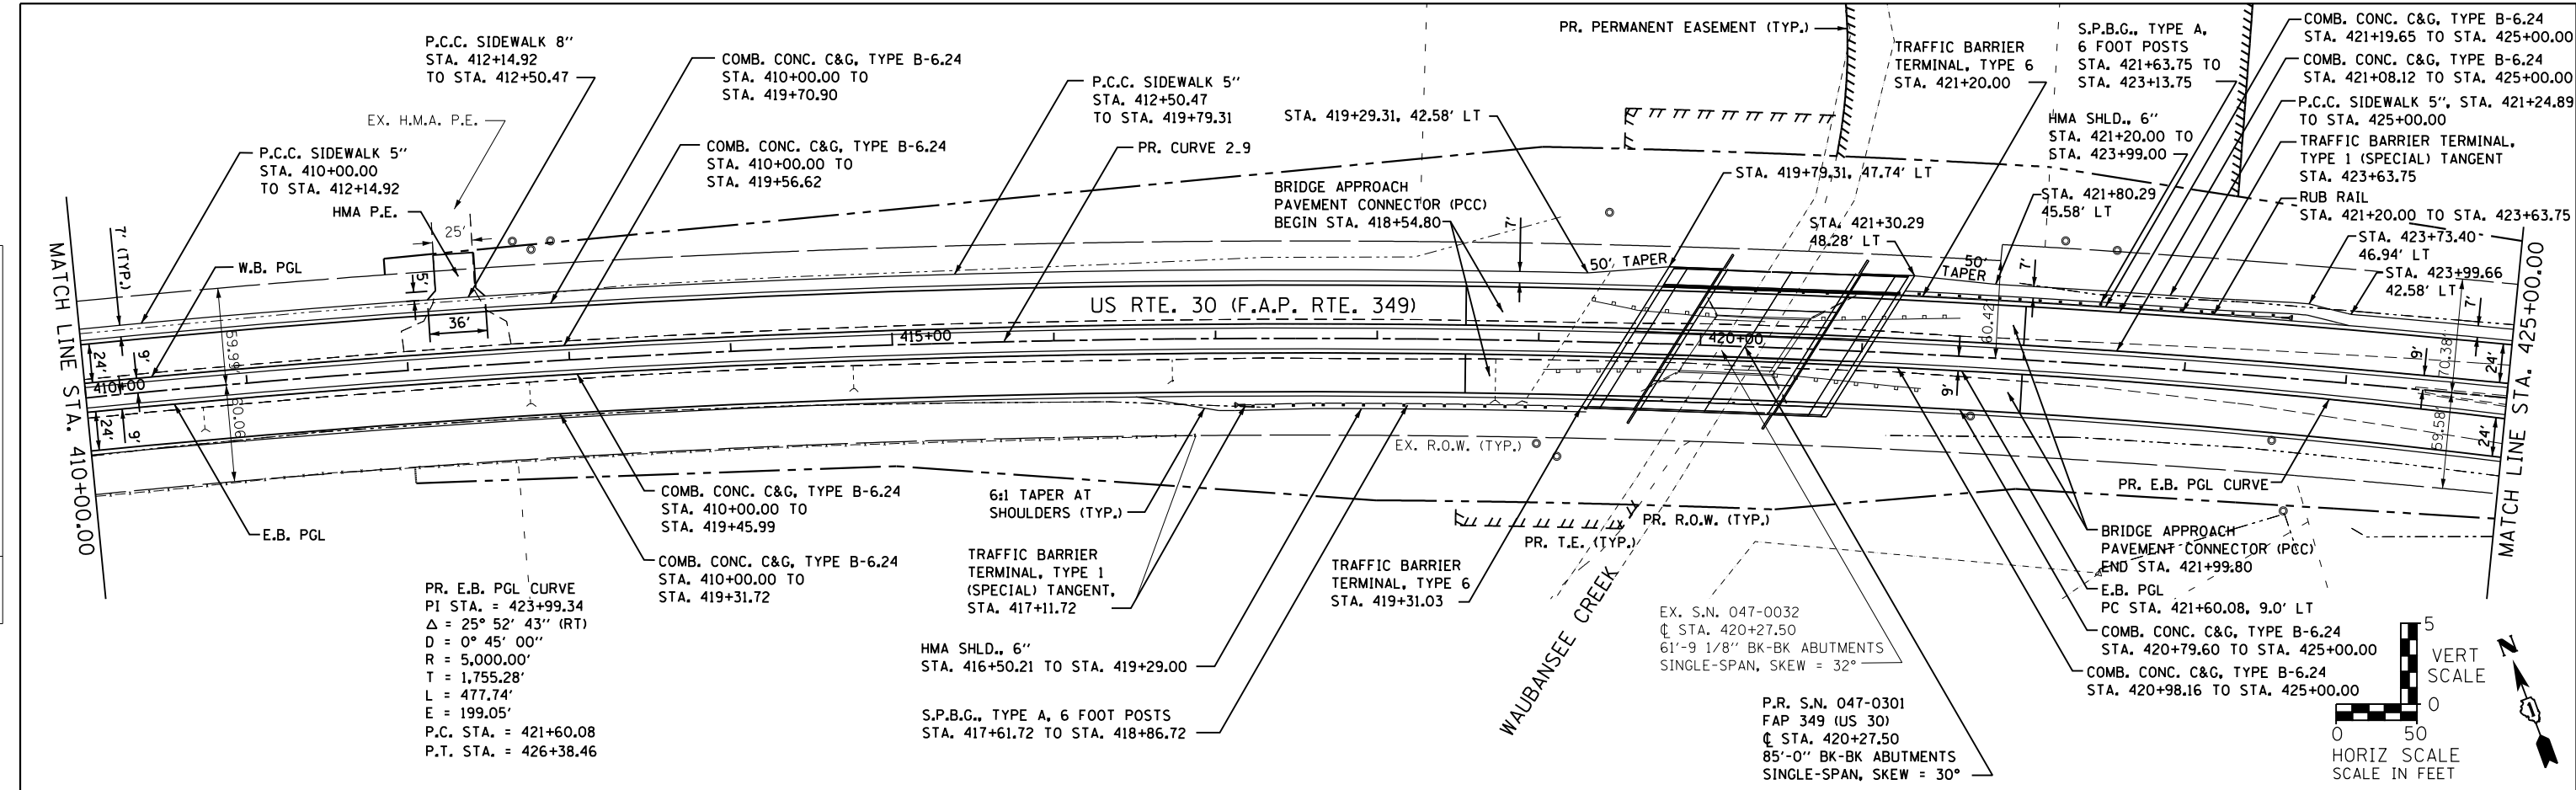 P.C.C. SIDEWALK 8"
STA. 412+14.92
TO STA. 412+50.47
EX. H.M.A. P.E.
P.C.C. SIDEWALK 5"
STA. 410+00.00
TO STA. 412+14.92
HMA P.E.
COMB. CONC. C&G, TYPE B-6.24
STA. 410+00.00 TO
STA. 419+70.90
COMB. CONC. C&G, TYPE B-6.24
STA. 410+00.00 TO
STA. 419+56.62
P.C.C. SIDEWALK 5"
STA. 412+50.47
TO STA. 419+79.31
PR. CURVE 2_9
STA. 419+29.31, 42.58' LT
BRIDGE APPROACH
PAVEMENT CONNECTOR (PCC)
BEGIN STA. 418+54.80
PR. PERMANENT EASEMENT (TYP.)
STA. 419+79.31, 47.74' LT
STA. 421+30.29
48.28' LT
TRAFFIC BARRIER
TERMINAL, TYPE 6
STA. 421+20.00
S.P.B.G., TYPE A,
6 FOOT POSTS
STA. 421+63.75 TO
STA. 423+13.75
HMA SHLD., 6"
STA. 421+20.00 TO
STA. 423+99.00
STA. 421+80.29
45.58' LT
COMB. CONC. C&G, TYPE B-6.24
STA. 421+19.65 TO STA. 425+00.00
COMB. CONC. C&G, TYPE B-6.24
STA. 421+08.12 TO STA. 425+00.00
P.C.C. SIDEWALK 5", STA. 421+24.89
TO STA. 425+00.00
TRAFFIC BARRIER TERMINAL,
TYPE 1 (SPECIAL) TANGENT
STA. 423+63.75
RUB RAIL
STA. 421+20.00 TO STA. 423+63.75
STA. 423+73.40
46.94' LT
STA. 423+99.66
42.58' LT
MATCH LINE STA. 410+00.00
7' (TYP.)
W.B. PGL
25'
5'
36'
59.99'
60.06'
24'
9'
410+00
24'
9'
E.B. PGL
415+00
US RTE. 30 (F.A.P. RTE. 349)
7'
50' TAPER
420+00
50'
TAPER
7'
60.42'
9'
7'
70.38'
59.58'
9'
24'
24'
MATCH LINE STA. 425+00.00
EX. R.O.W. (TYP.)
PR. R.O.W. (TYP.)
PR. T.E. (TYP.)
WAUBANSEE CREEK
PR. E.B. PGL CURVE
PI STA. = 423+99.34
Δ = 25° 52' 43" (RT)
D = 0° 45' 00"
R = 5,000.00'
T = 1,755.28'
L = 477.74'
E = 199.05'
P.C. STA. = 421+60.08
P.T. STA. = 426+38.46
COMB. CONC. C&G, TYPE B-6.24
STA. 410+00.00 TO
STA. 419+45.99
COMB. CONC. C&G, TYPE B-6.24
STA. 410+00.00 TO
STA. 419+31.72
6:1 TAPER AT
SHOULDERS (TYP.)
TRAFFIC BARRIER
TERMINAL, TYPE 1
(SPECIAL) TANGENT,
STA. 417+11.72
HMA SHLD., 6"
STA. 416+50.21 TO STA. 419+29.00
S.P.B.G., TYPE A, 6 FOOT POSTS
STA. 417+61.72 TO STA. 418+86.72
TRAFFIC BARRIER
TERMINAL, TYPE 6
STA. 419+31.03
EX. S.N. 047-0032
℄ STA. 420+27.50
61'-9 1/8" BK-BK ABUTMENTS
SINGLE-SPAN, SKEW = 32°
P.R. S.N. 047-0301
FAP 349 (US 30)
℄ STA. 420+27.50
85'-0" BK-BK ABUTMENTS
SINGLE-SPAN, SKEW = 30°
PR. E.B. PGL CURVE
BRIDGE APPROACH
PAVEMENT CONNECTOR (PCC)
END STA. 421+99.80
E.B. PGL
PC STA. 421+60.08, 9.0' LT
COMB. CONC. C&G, TYPE B-6.24
STA. 420+79.60 TO STA. 425+00.00
COMB. CONC. C&G, TYPE B-6.24
STA. 420+98.16 TO STA. 425+00.00
5
VERT
SCALE
0
0 50
HORIZ SCALE
SCALE IN FEET
N